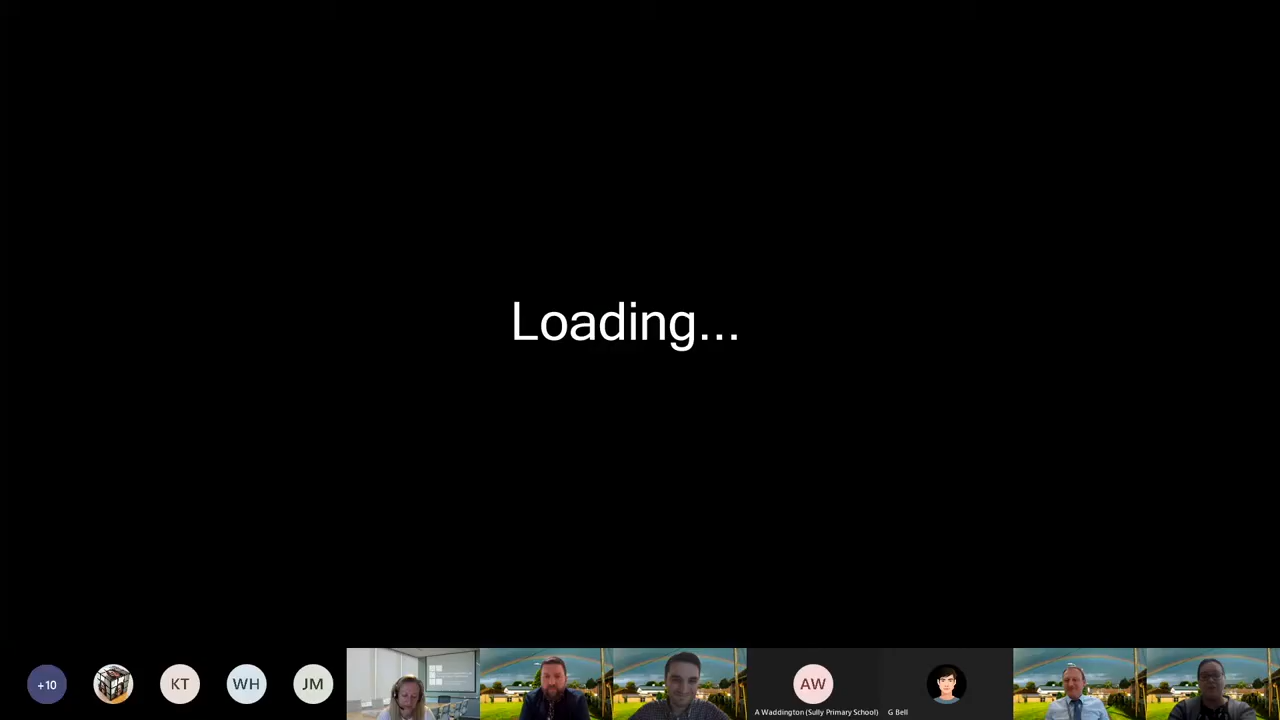 Loading...
+10
KT
WH
JM
AW
A Waddington (Sully Primary School)
G Bell